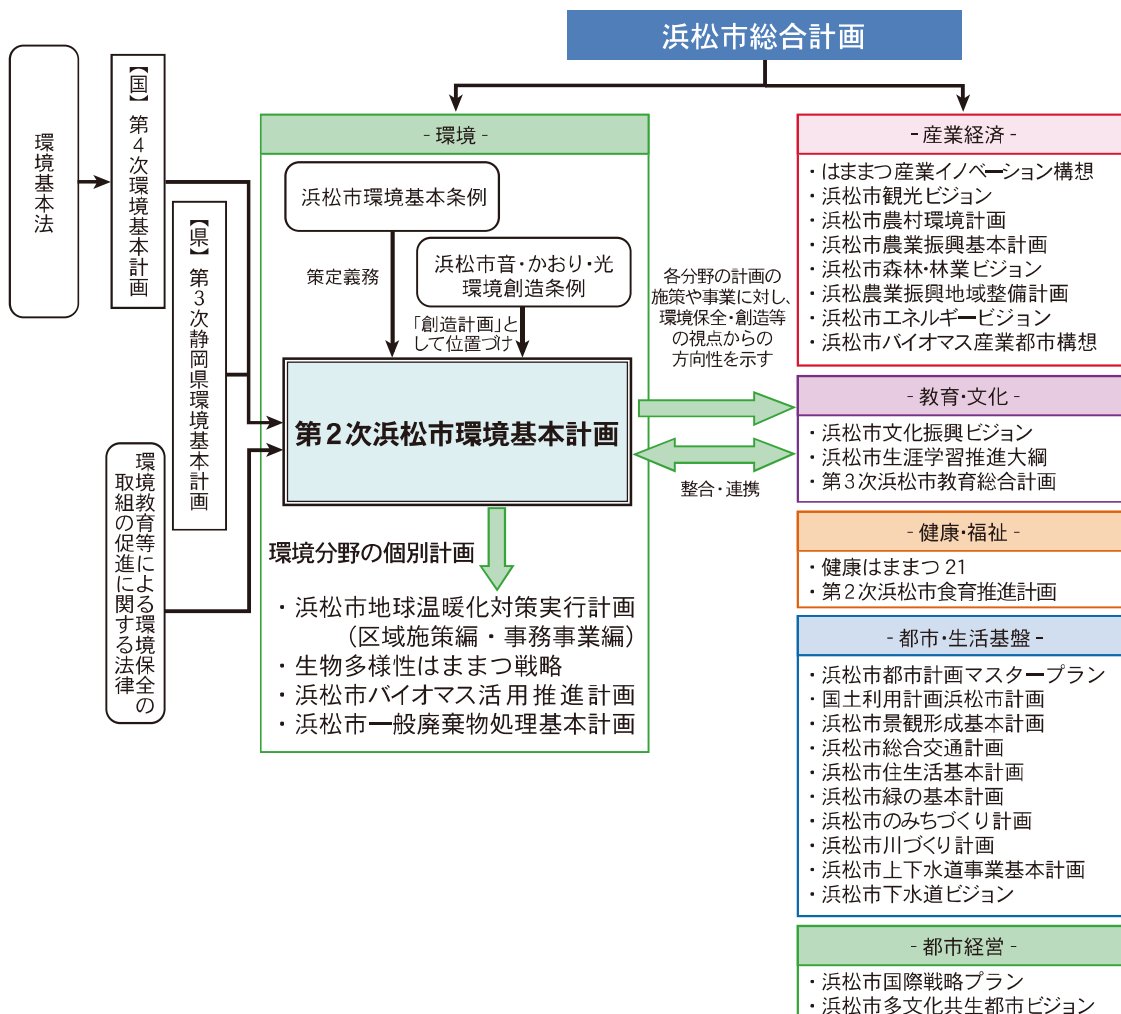 浜松市総合計画
環境基本法
【国】第4次環境基本計画
【県】第3次静岡県環境基本計画
環境教育等による環境保全の
取組の促進に関する法律
- 環境 -
浜松市環境基本条例
策定義務
浜松市音・かおり・光
環境創造条例
「創造計画」と
して位置づけ
第2次浜松市環境基本計画
環境分野の個別計画
・浜松市地球温暖化対策実行計画
（区域施策編・事務事業編）
・生物多様性はままつ戦略
・浜松市バイオマス活用推進計画
・浜松市一般廃棄物処理基本計画
各分野の計画の
施策や事業に対し、
環境保全・創造等
の視点からの
方向性を示す
整合・連携
- 産業経済 -
・はままつ産業イノベーション構想
・浜松市観光ビジョン
・浜松市農村環境計画
・浜松市農業振興基本計画
・浜松市森林・林業ビジョン
・浜松農業振興地域整備計画
・浜松市エネルギービジョン
・浜松市バイオマス産業都市構想
- 教育・文化 -
・浜松市文化振興ビジョン
・浜松市生涯学習推進大綱
・第3次浜松市教育総合計画
- 健康・福祉 -
・健康はままつ 21
・第2次浜松市食育推進計画
- 都市・生活基盤 -
・浜松市都市計画マスタープラン
・国土利用計画浜松市計画
・浜松市景観形成基本計画
・浜松市総合交通計画
・浜松市住生活基本計画
・浜松市緑の基本計画
・浜松市のみちづくり計画
・浜松市川づくり計画
・浜松市上下水道事業基本計画
・浜松市下水道ビジョン
- 都市経営 -
・浜松市国際戦略プラン
・浜松市多文化共生都市ビジョン